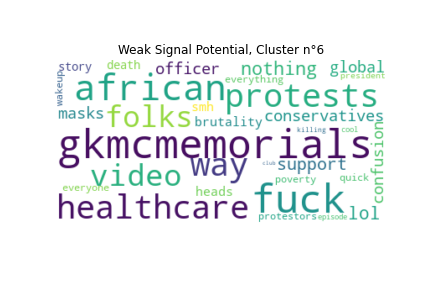 Weak Signal Potential, Cluster n°6
story death officer nothing global
wakeup african everything president
protests
masks folks smh brutality conservatives
gkmcmemorials killing cool
confusion
video way club support
everyone heads poverty quick
healthcare fuck protestors episode lol